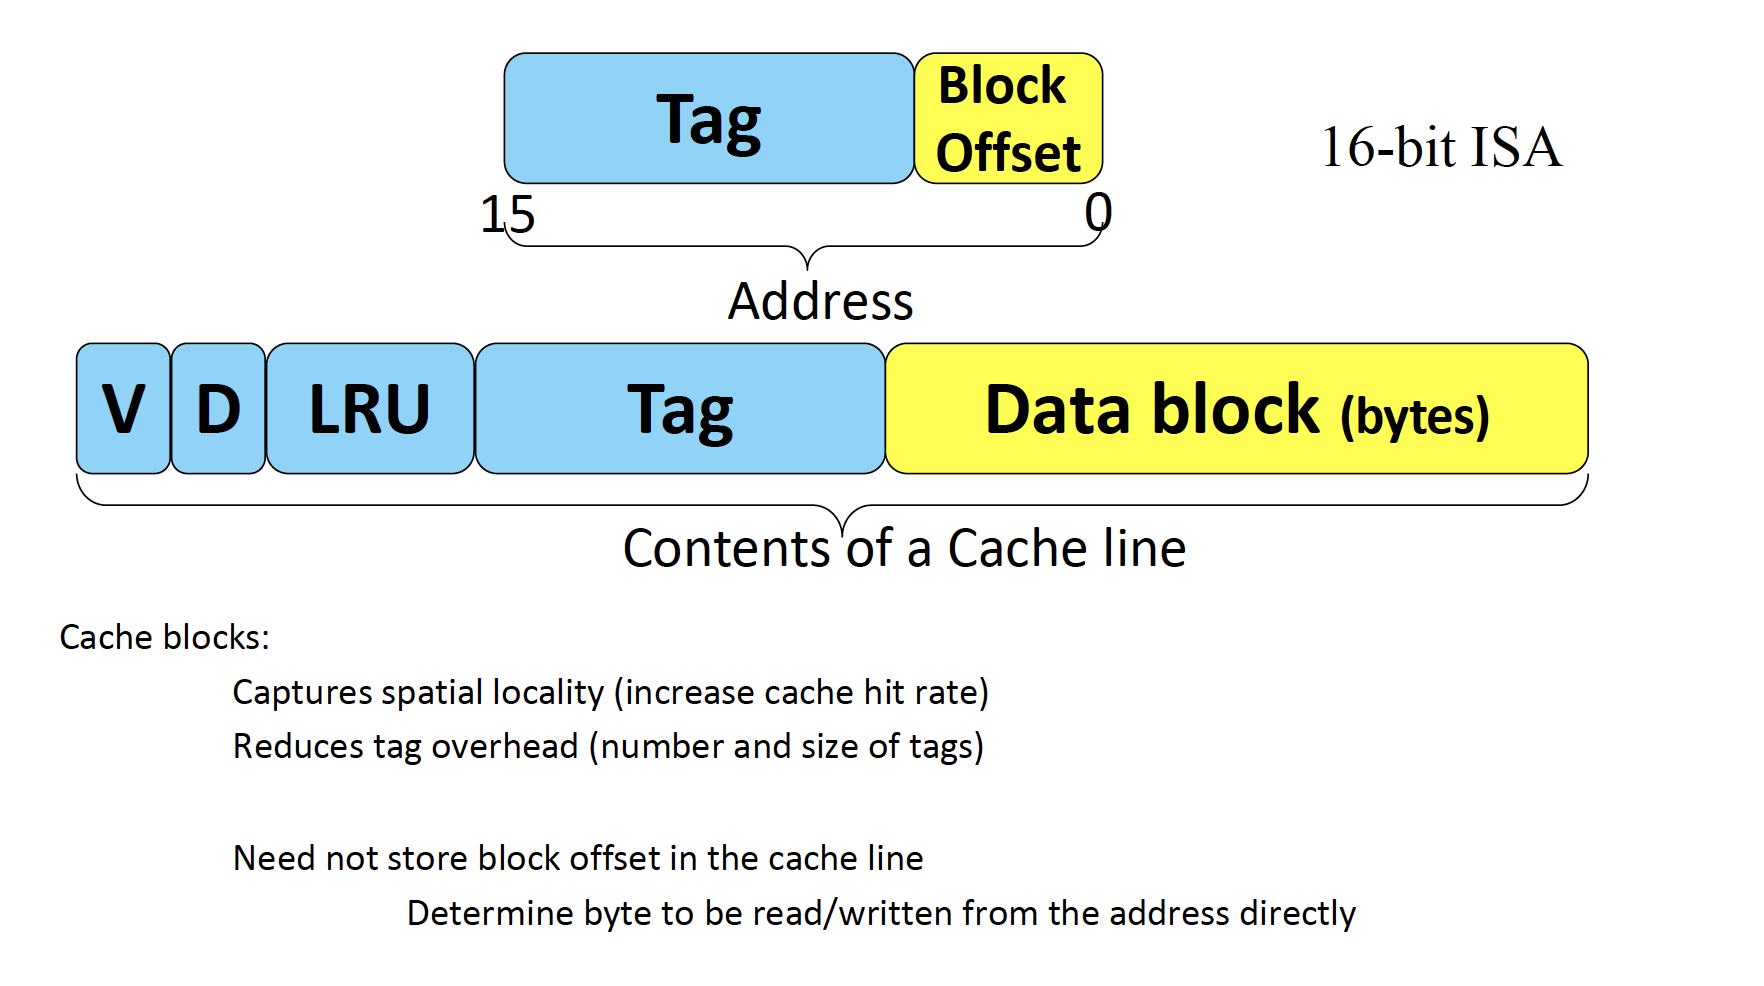 Tag
Block
Offset
16-bit ISA
15
0
Address
V
D
LRU
Tag
Data block (bytes)
Contents of a Cache line
Cache blocks:
Captures spatial locality (increase cache hit rate)
Reduces tag overhead (number and size of tags)
Need not store block offset in the cache line
Determine byte to be read/written from the address directly